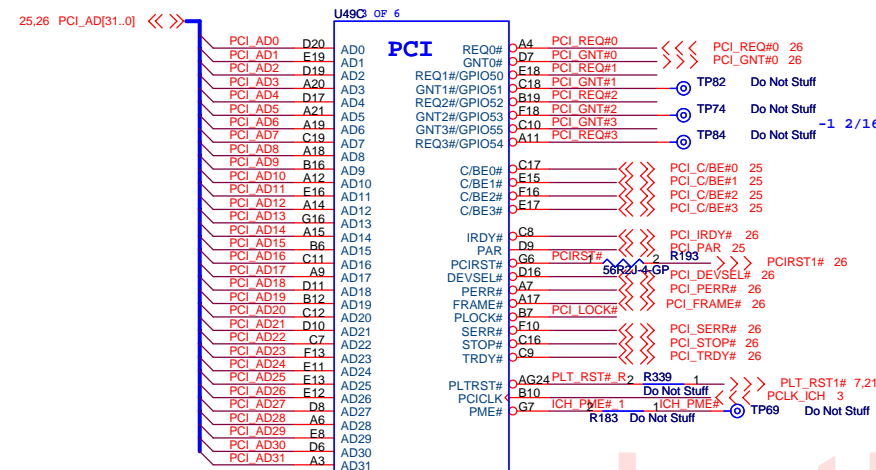 U49C 3 OF 6
25,26 PCI_AD[31..0]
PCI
PCI_AD0 D20 AD0
PCI_AD1 E19 AD1
PCI_AD2 D19 AD2
PCI_AD3 A20 AD3
PCI_AD4 D17 AD4
PCI_AD5 A21 AD5
PCI_AD6 A19 AD6
PCI_AD7 C19 AD7
PCI_AD8 A18 AD8
PCI_AD9 B16 AD9
PCI_AD10 A12 AD10
PCI_AD11 E16 AD11
PCI_AD12 A14 AD12
PCI_AD13 G16 AD13
PCI_AD14 A15 AD14
PCI_AD15 B6 AD15
PCI_AD16 C11 AD16
PCI_AD17 A9 AD17
PCI_AD18 D11 AD18
PCI_AD19 B12 AD19
PCI_AD20 C12 AD20
PCI_AD21 D10 AD21
PCI_AD22 C7 AD22
PCI_AD23 F13 AD23
PCI_AD24 E11 AD24
PCI_AD25 E13 AD25
PCI_AD26 E12 AD26
PCI_AD27 D8 AD27
PCI_AD28 A6 AD28
PCI_AD29 E8 AD29
PCI_AD30 D6 AD30
PCI_AD31 A3 AD31
REQ0# A4 PCI_REQ#0 PCI_REQ#0 26
GNT0# D7 PCI_GNT#0 PCI_GNT#0 26
REQ1#/GPIO50 E18 PCI_REQ#1
GNT1#/GPIO51 C18 PCI_GNT#1 TP82 Do Not Stuff
REQ2#/GPIO52 B19 PCI_REQ#2
GNT2#/GPIO53 F18 PCI_GNT#2 TP74 Do Not Stuff
GNT3#/GPIO55 C10 PCI_GNT#3
-1 2/16
REQ3#/GPIO54 A11 PCI_REQ#3 TP84 Do Not Stuff
C/BE0# C17 PCI_C/BE#0 25
C/BE1# E15 PCI_C/BE#1 25
C/BE2# F16 PCI_C/BE#2 25
C/BE3# E17 PCI_C/BE#3 25
IRDY# C8 PCI_IRDY# 26
PAR D9 PCI_PAR 25
PCIRST# G6 PCIRST# 1 2 R193 PCIRST1# 26
56R2J-4-GP
DEVSEL# D16 PCI_DEVSEL# 26
PERR# A7 PCI_PERR# 26
FRAME# A17 PCI_FRAME# 26
PLOCK# B7 PCI_LOCK#
SERR# F10 PCI_SERR# 26
STOP# C16 PCI_STOP# 26
TRDY# C9 PCI_TRDY# 26
PLTRST# AG24 PLT_RST#_R 2 R339 1 PLT_RST1# 7,21
Do Not Stuff
PCICLK B10 PCLK_ICH 3
PME# G7 ICH_PME#_1 2 1 ICH_PME# TP69 Do Not Stuff
R183 Do Not Stuff